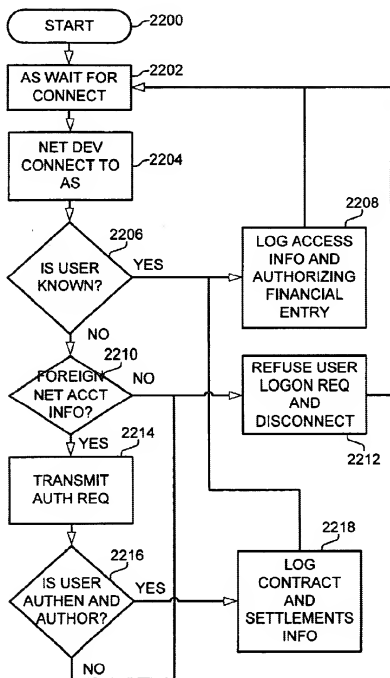 START
2200
AS WAIT FOR
CONNECT
2202
NET DEV
CONNECT TO
AS
2204
IS USER
KNOWN?
2206
YES
NO
LOG ACCESS
INFO AND
AUTHORIZING
FINANCIAL
ENTRY
2208
FOREIGN
NET ACCT
INFO?
2210
NO
YES
REFUSE USER
LOGON REQ
AND
DISCONNECT
2212
TRANSMIT
AUTH REQ
2214
IS USER
AUTHEN AND
AUTHOR?
2216
YES
NO
LOG
CONTRACT
AND
SETTLEMENTS
INFO
2218